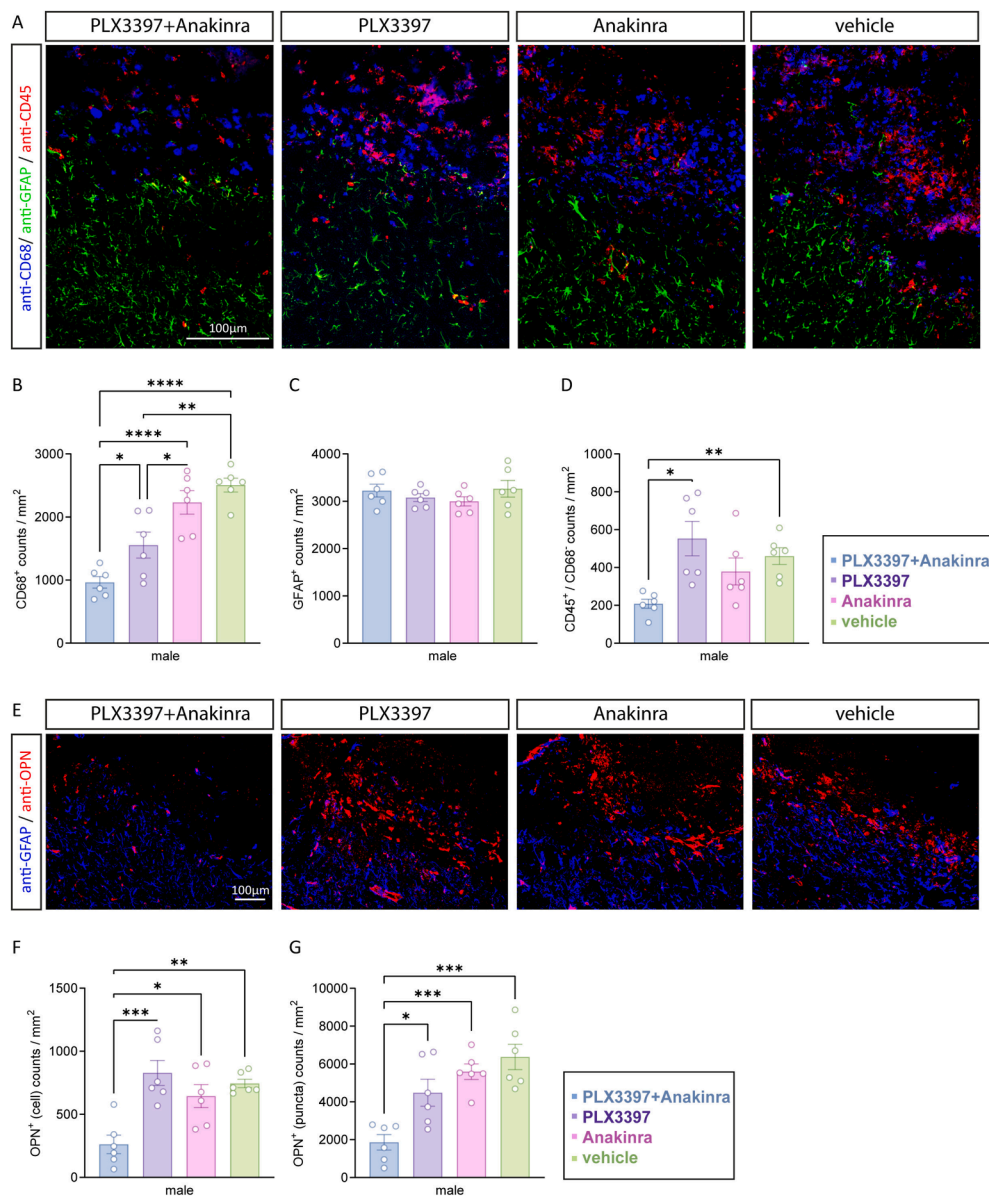 A
PLX3397+Anakinra
PLX3397
Anakinra
vehicle
anti-CD68/ anti-GFAP / anti-CD45
100µm
B
C
D
****
**
****
*
*
3000
2000
1000
0
CD68⁺ counts / mm²
male
4000
3000
2000
1000
0
GFAP⁺ counts / mm²
male
**
*
1000
800
600
400
200
0
CD45⁺ / CD68⁻ counts / mm²
male
PLX3397+Anakinra
PLX3397
Anakinra
vehicle
E
PLX3397+Anakinra
PLX3397
Anakinra
vehicle
anti-GFAP / anti-OPN
100µm
F
G
**
*
***
1500
1000
500
0
OPN⁺ (cell) counts / mm²
male
***
***
*
10000
8000
6000
4000
2000
0
OPN⁺ (puncta) counts / mm²
male
PLX3397+Anakinra
PLX3397
Anakinra
vehicle